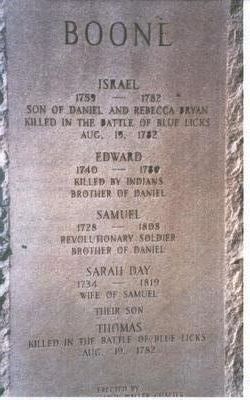 BOONE
ISRAEL
1759 — 1782
SON OF DANIEL AND REBECCA BRYAN
KILLED IN THE BATTLE OF BLUE LICKS
AUG. 19, 1782
EDWARD
1740 — 1780
KILLED BY INDIANS
BROTHER OF DANIEL
SAMUEL
1728 — 1808
REVOLUTIONARY SOLDIER
BROTHER OF DANIEL
SARAH DAY
1734 — 1819
WIFE OF SAMUEL
THEIR SON
THOMAS
KILLED IN THE BATTLE OF BLUE LICKS
AUG. 19, 1782
ERECTED BY
CHAPTER